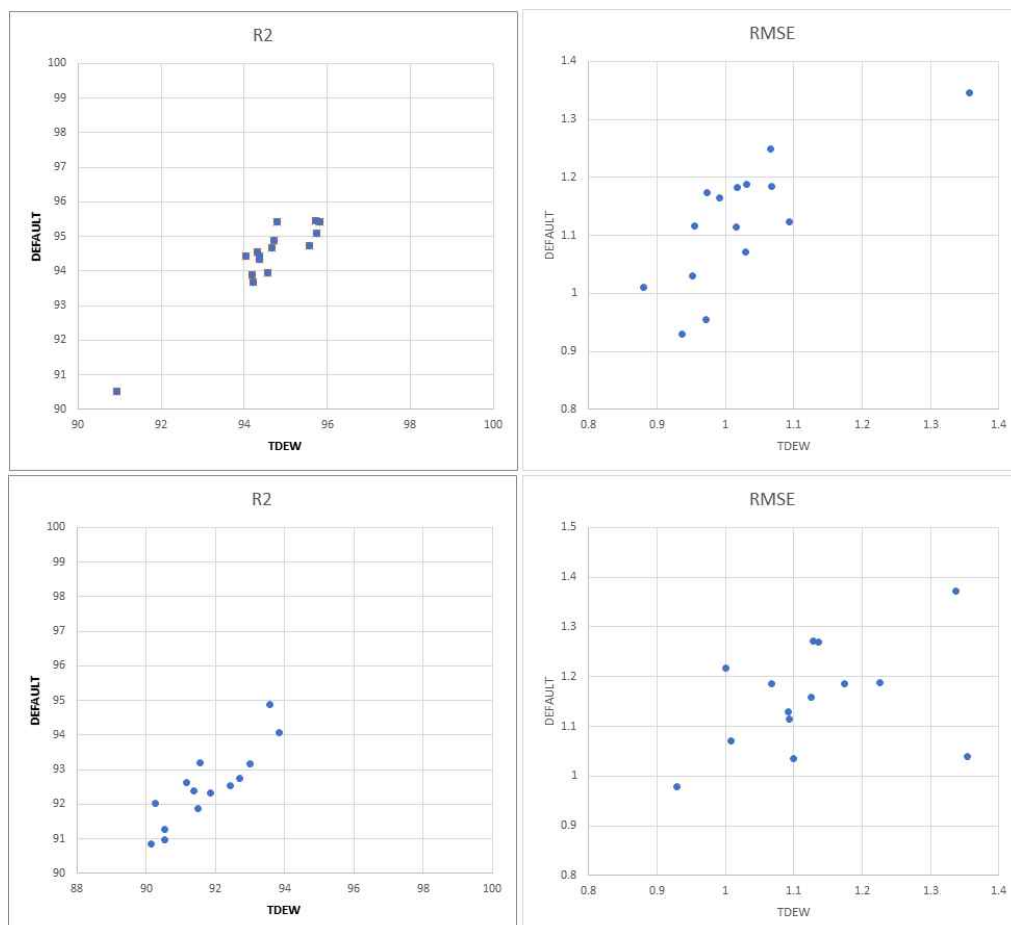 R2
100
99
98
97
96
95
94
93
92
91
90
DEFAULT
90 92 94 96 98 100
TDEW
RMSE
1.4
1.3
1.2
1.1
1
0.9
0.8
DEFAULT
0.8 0.9 1 1.1 1.2 1.3 1.4
TDEW
R2
100
99
98
97
96
95
94
93
92
91
90
DEFAULT
88 90 92 94 96 98 100
TDEW
RMSE
1.5
1.4
1.3
1.2
1.1
1
0.9
0.8
DEFAULT
0.8 0.9 1 1.1 1.2 1.3 1.4
TDEW